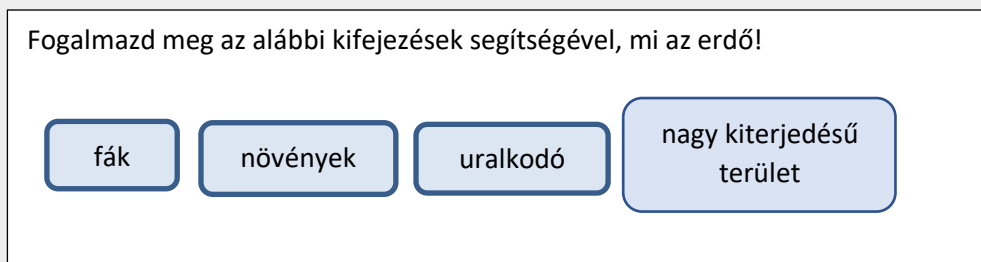 Fogalmazd meg az alábbi kifejezések segítségével, mi az erdő!
fák
növények
uralkodó
nagy kiterjedésű
terület